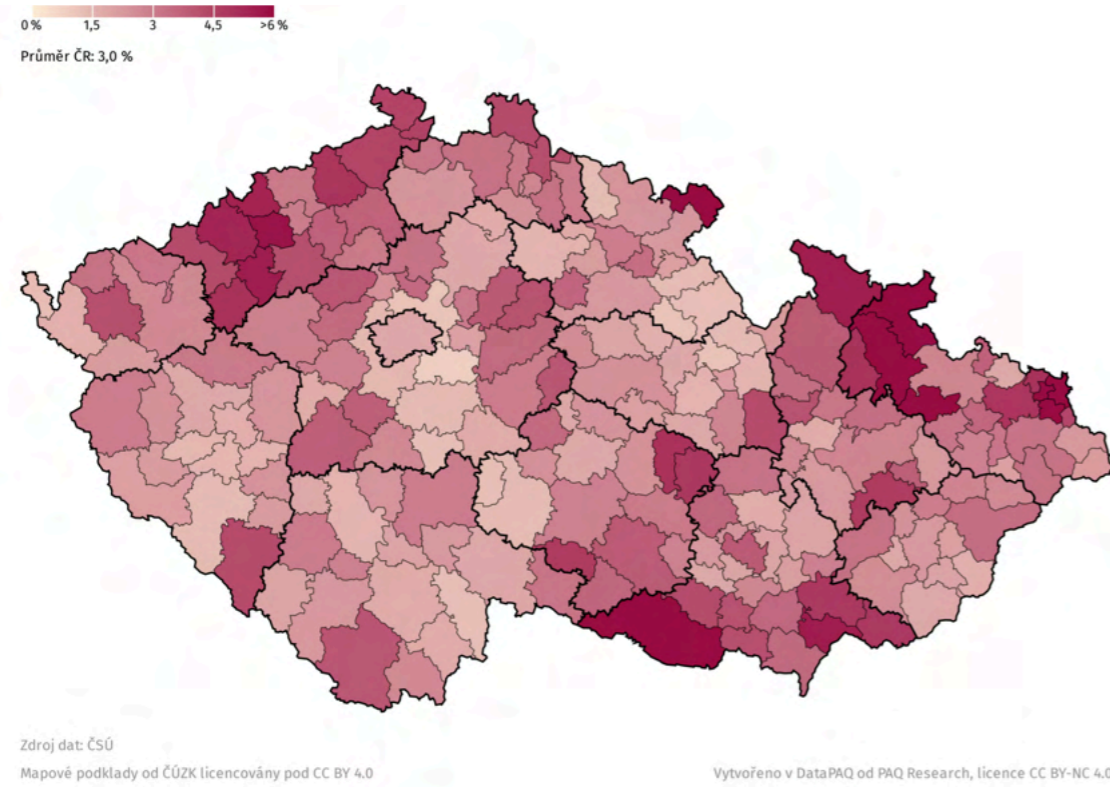 0 % 1,5 3 4,5 >6 %
Průměr ČR: 3,0 %
Zdroj dat: ČSÚ
Mapové podklady od ČÚZK licencovány pod CC BY 4.0
Vytvořeno v DataPAQ od PAQ Research, licence CC BY-NC 4.0